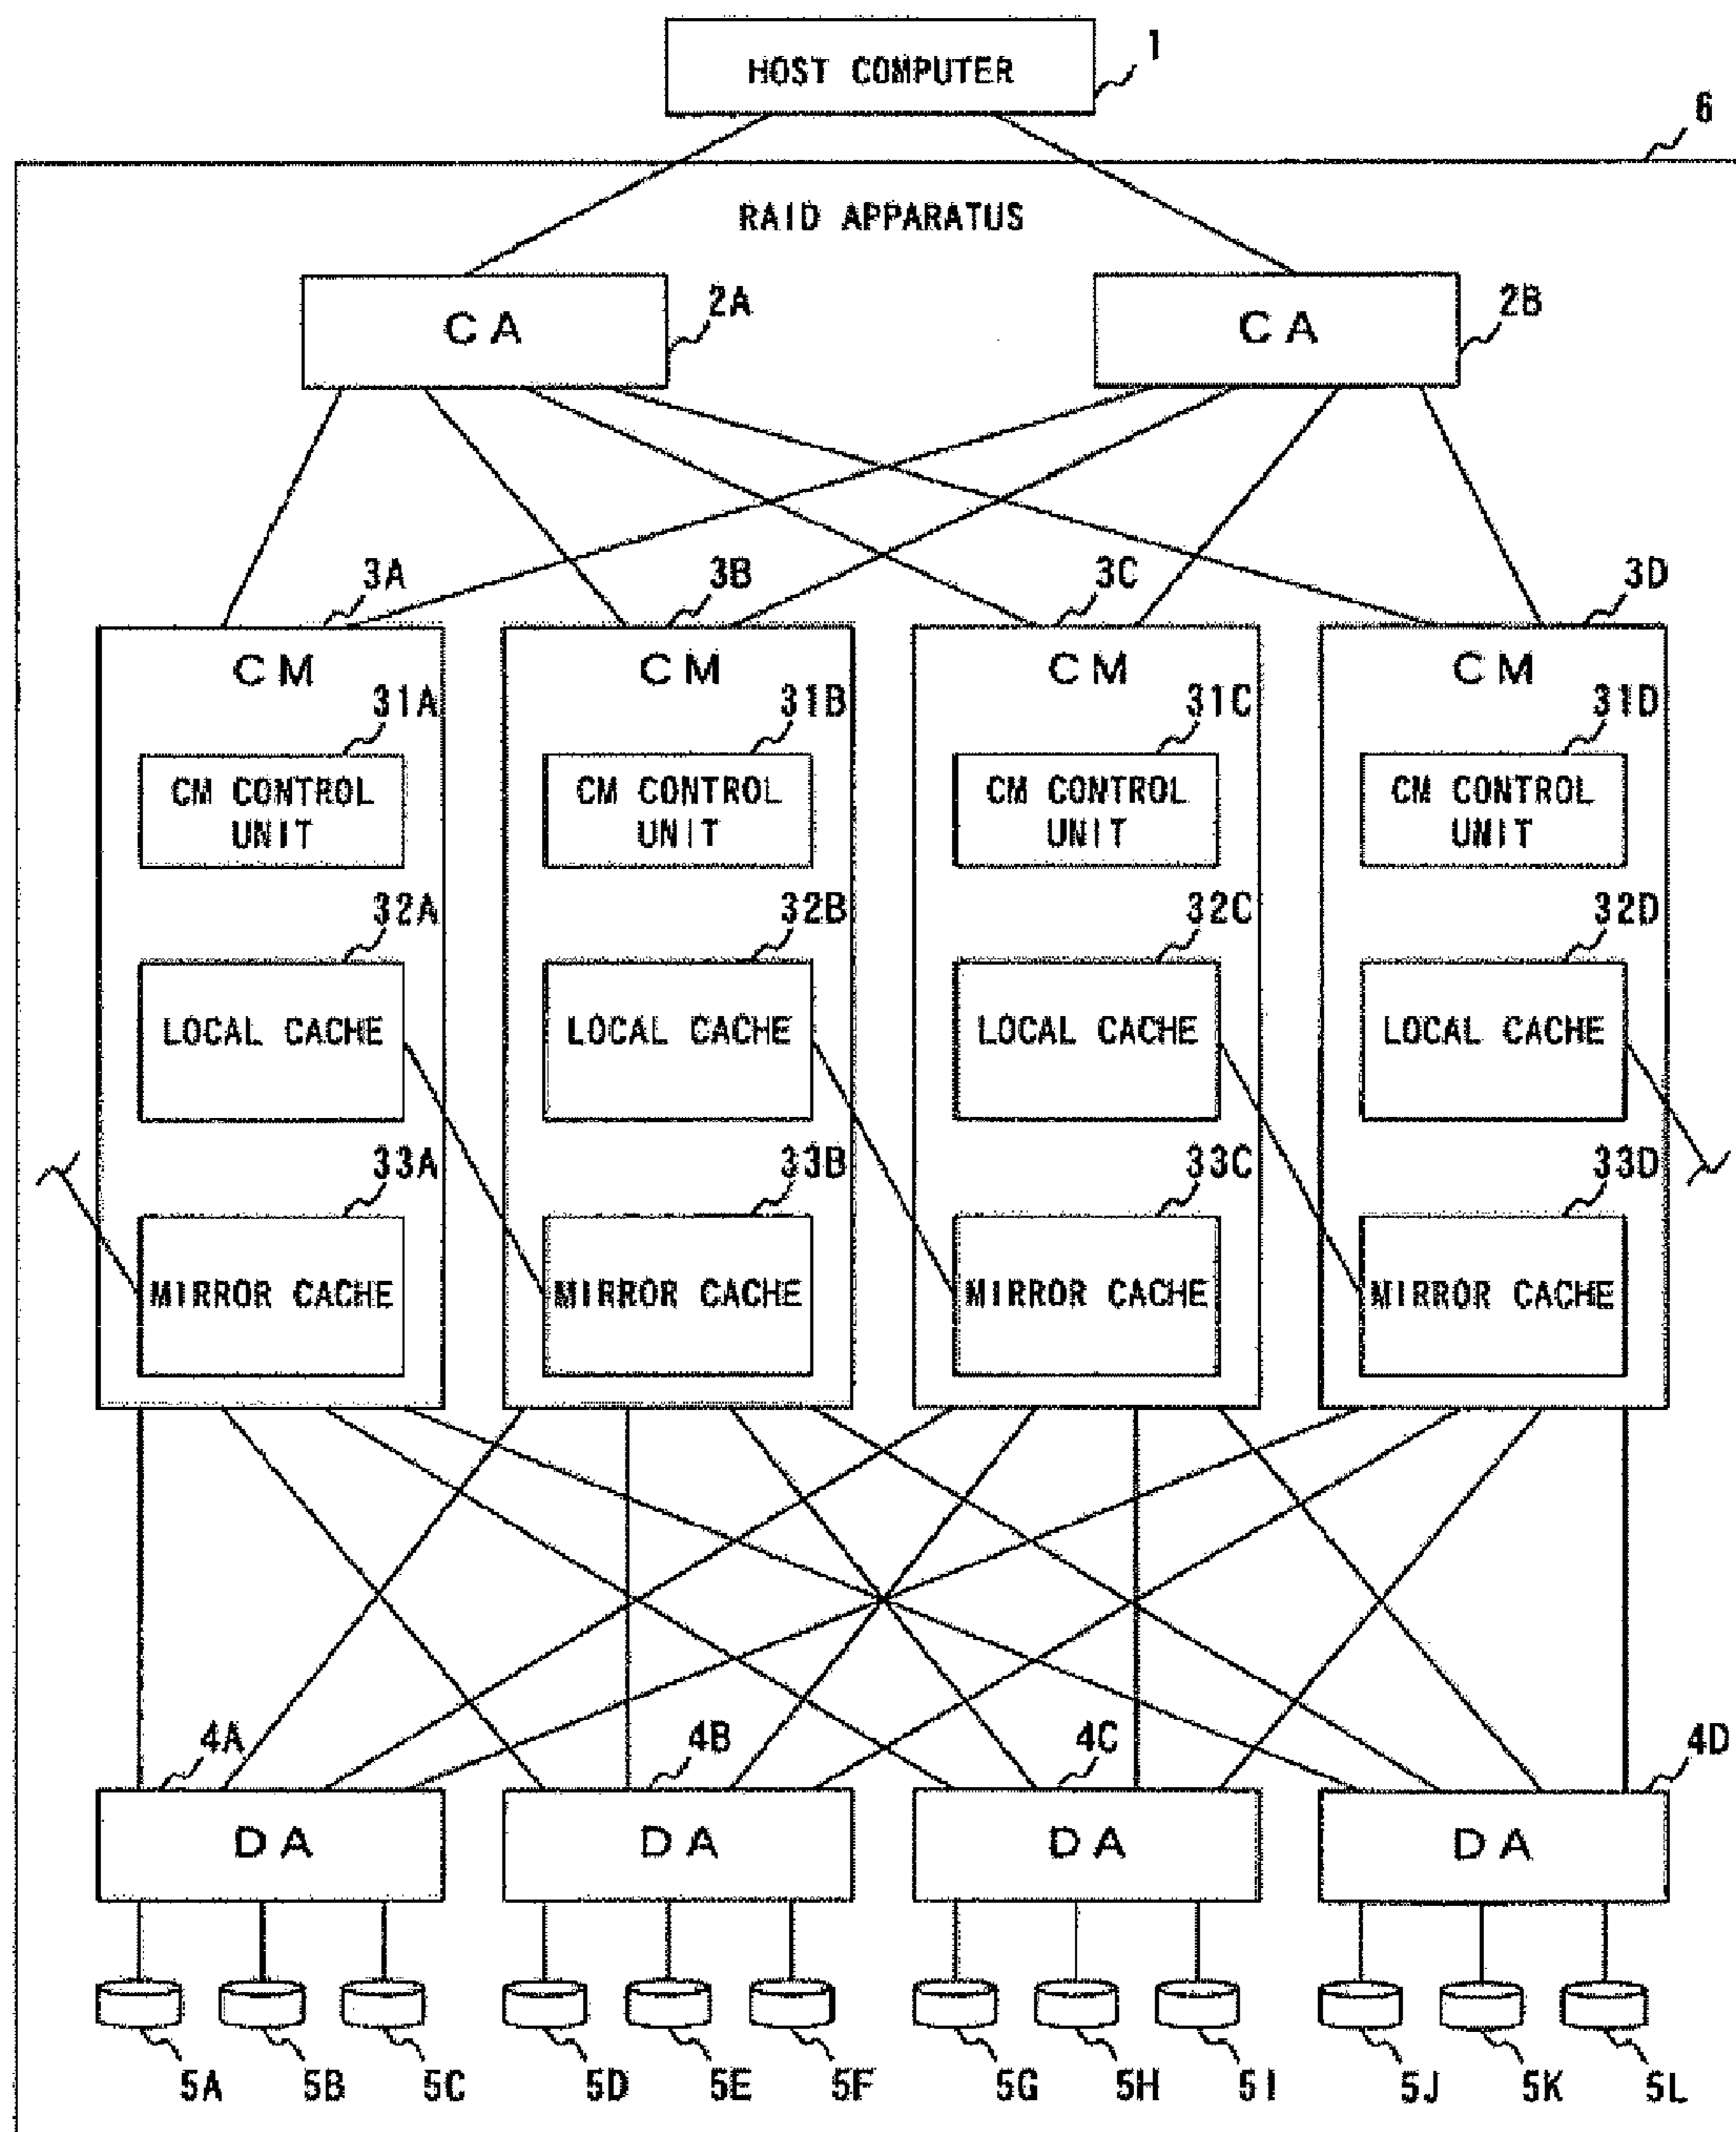 HOST COMPUTER
1
6
RAID APPARATUS
CA
2A
CA
2B
3A
3B
3C
3D
CM
CM
CM
CM
31A
31B
31C
31D
CM CONTROL
UNIT
CM CONTROL
UNIT
CM CONTROL
UNIT
CM CONTROL
UNIT
32A
32B
32C
32D
LOCAL CACHE
LOCAL CACHE
LOCAL CACHE
LOCAL CACHE
33A
33B
33C
33D
MIRROR CACHE
MIRROR CACHE
MIRROR CACHE
MIRROR CACHE
4A
4B
4C
4D
DA
DA
DA
DA
5A
5B
5C
5D
5E
5F
5G
5H
5I
5J
5K
5L